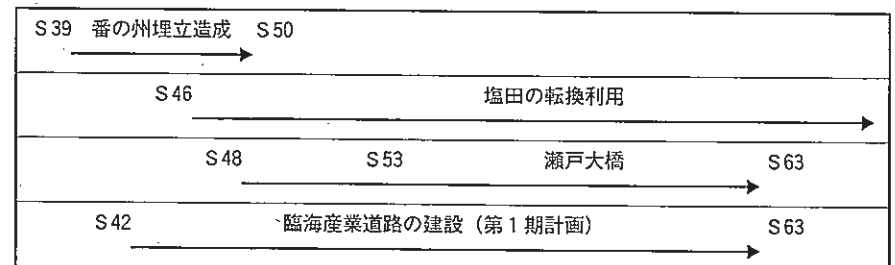 S39 番の州埋立造成 S50
S46 塩田の転換利用
S48 S53 瀬戸大橋 S63
S42 臨海産業道路の建設（第1期計画） S63